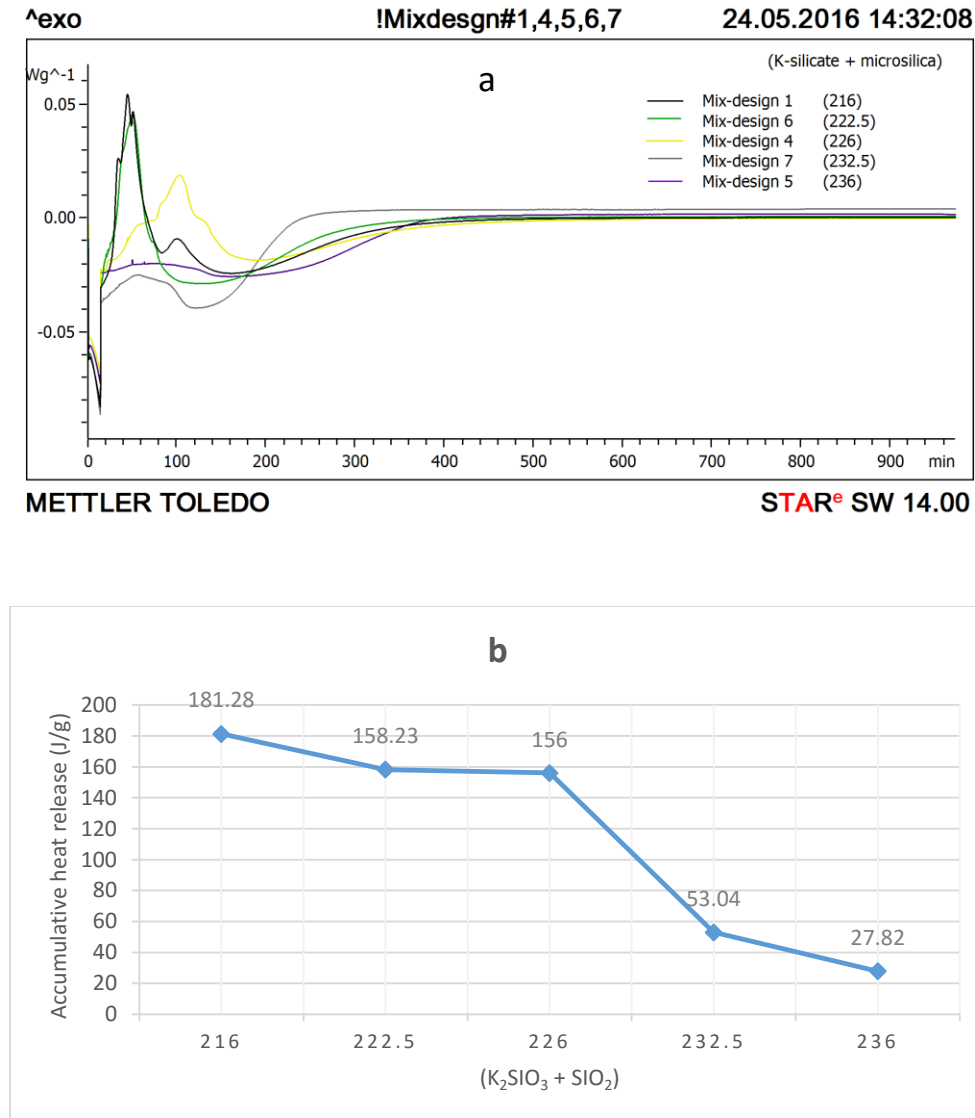 ^exo !Mixdesgn#1,4,5,6,7 24.05.2016 14:32:08
(K-silicate + microsilica)
Wg^-1
a
Mix-design 1 (216)
0.05
Mix-design 6 (222.5)
Mix-design 4 (226)
Mix-design 7 (232.5)
Mix-design 5 (236)
0.00
-0.05
0 100 200 300 400 500 600 700 800 900 min
METTLER TOLEDO STARᵉ SW 14.00
b
Accumulative heat release (J/g)
200
180
160
140
120
100
80
60
40
20
0
181.28
158.23
156
53.04
27.82
216 222.5 226 232.5 236
(K₂SIO₃ + SIO₂)